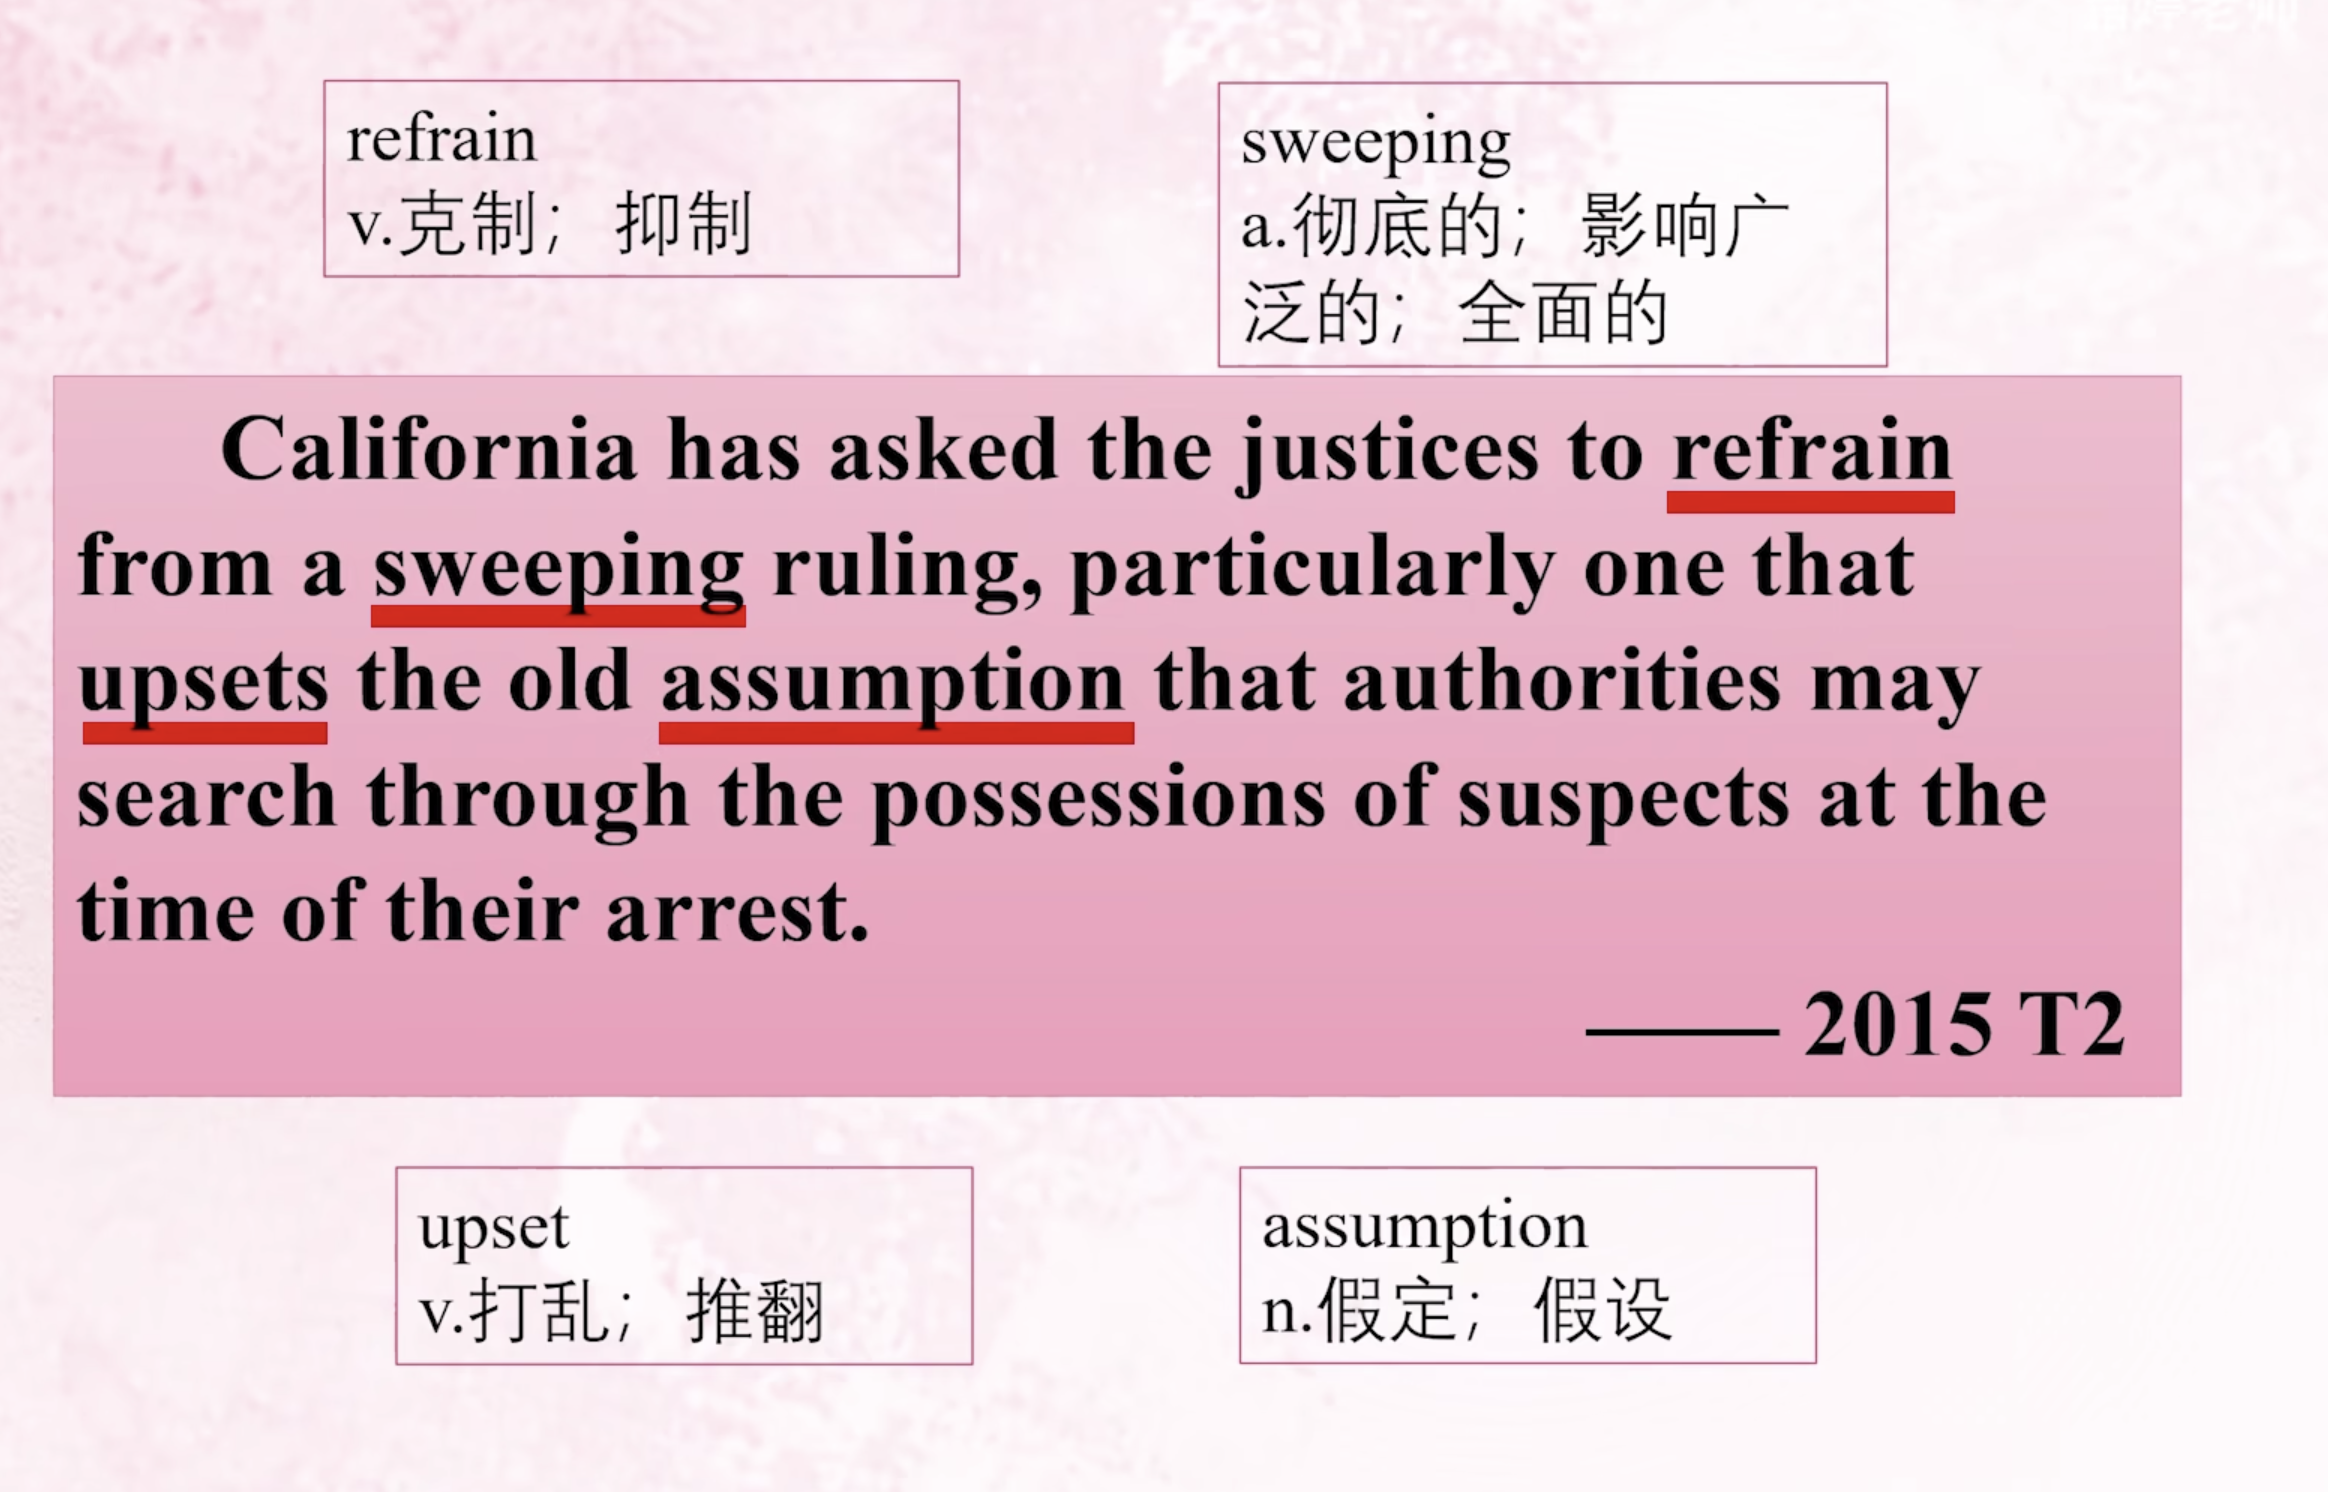 refrain
v.克制； 抑制
sweeping
a.彻底的； 影响广
泛的； 全面的
California has asked the justices to refrain
from a sweeping ruling, particularly one that
upsets the old assumption that authorities may
search through the possessions of suspects at the
time of their arrest.
—— 2015 T2
upset
v.打乱； 推翻
assumption
n.假定； 假设